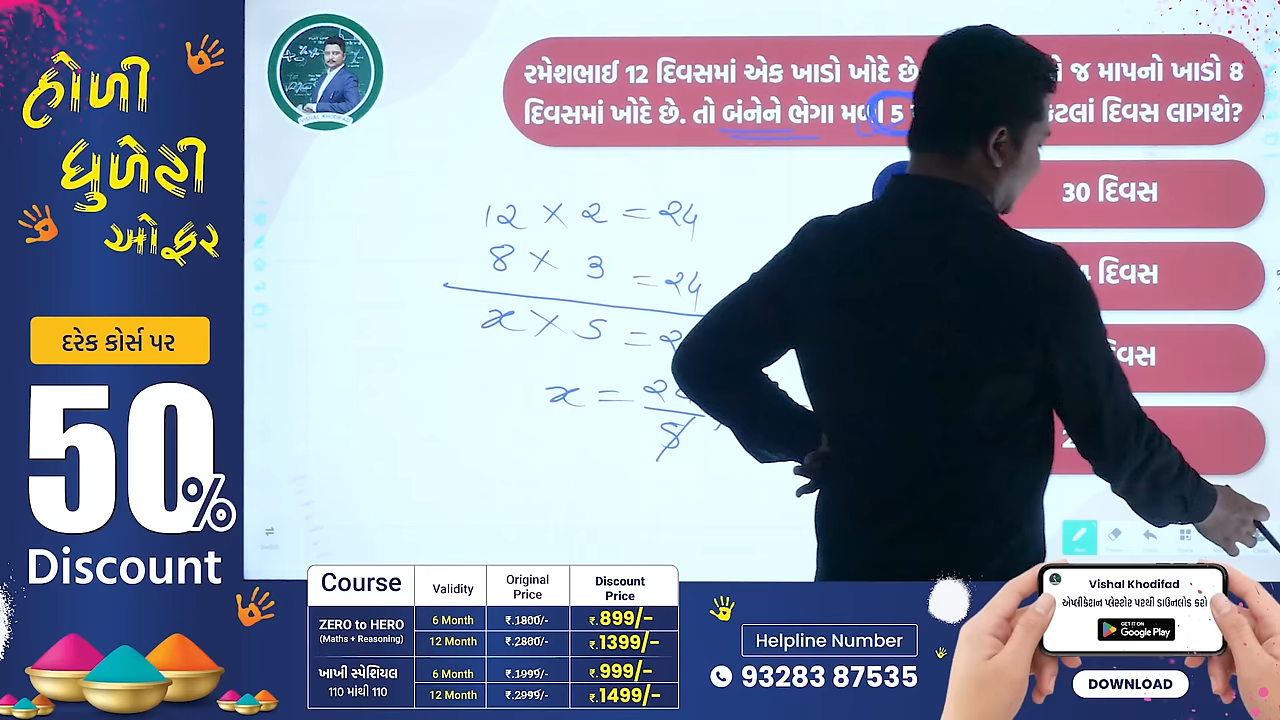 હોળી
ધુળેટી
ઓફર
દરેક કોર્સ પર
50%
Discount
VISHAL KHODIFAD
રમેશભાઈ 12 દિવસમાં એક ખાડો ખોદે છે
જ માપનો ખાડો 8
દિવસમાં ખોદે છે. તો બંનેને ભેગા મળી 5
દિવસ લાગશે?
30 દિવસ
દિવસ
12 × 2 = 24
8 × 3 = 24
x × 5 =
x =
Course Validity Original Price Discount Price
ZERO to HERO
(Maths + Reasoning)
6 Month ₹.1800/- ₹.899/-
12 Month ₹.2800/- ₹.1399/-
ખાખી સ્પેશિયલ
110 માંથી 110
6 Month ₹.1999/- ₹.999/-
12 Month ₹.2999/- ₹.1499/-
Helpline Number
93283 87535
Vishal Khodifad
એપ્લીકેશન પ્લેસ્ટોર પરથી ડાઉનલોડ કરો
GET IT ON
Google Play
DOWNLOAD